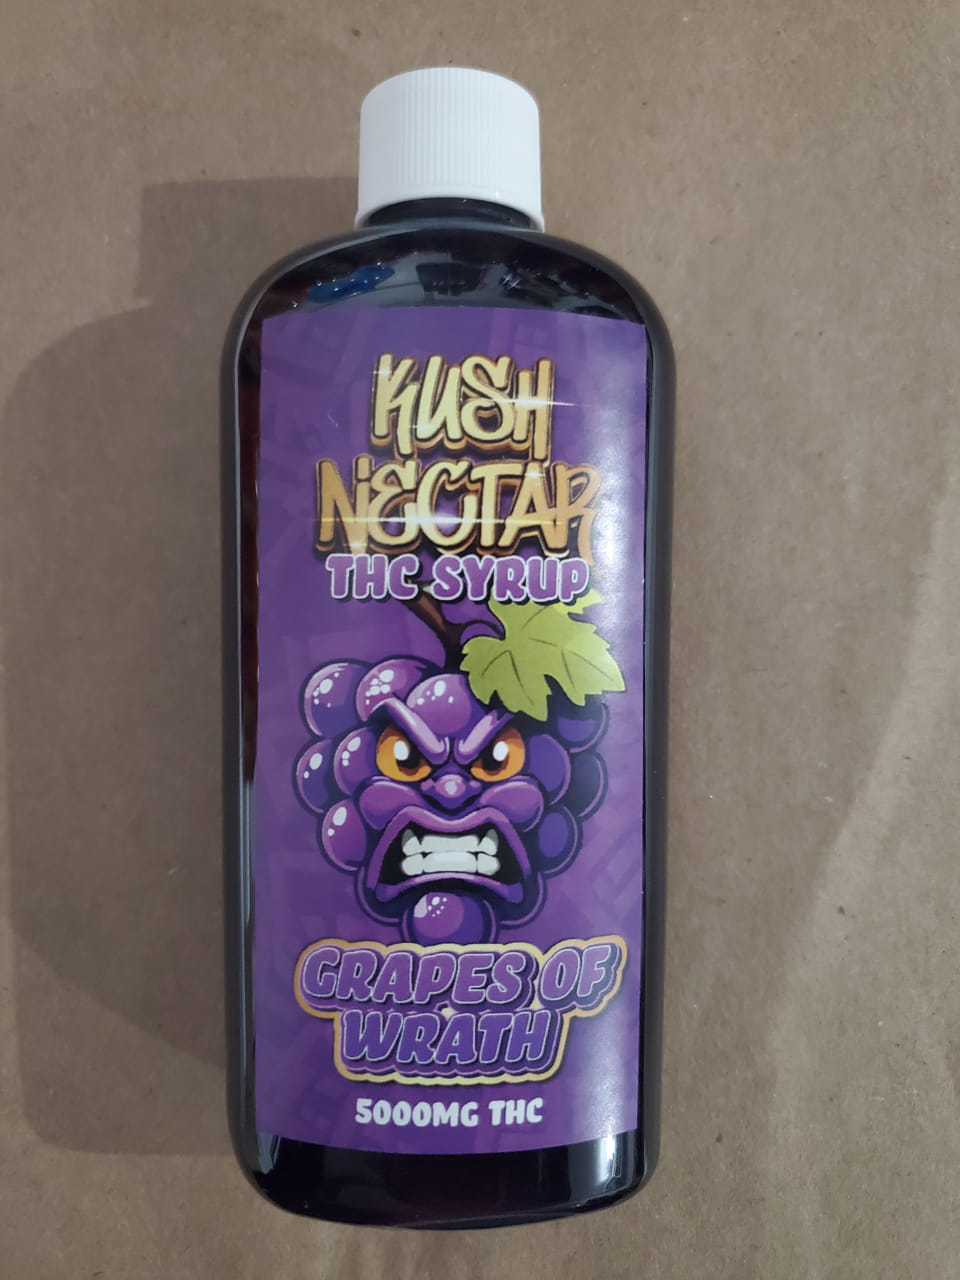 KUSH
NECTAR
THC SYRUP
GRAPES OF
WRATH
5000MG THC